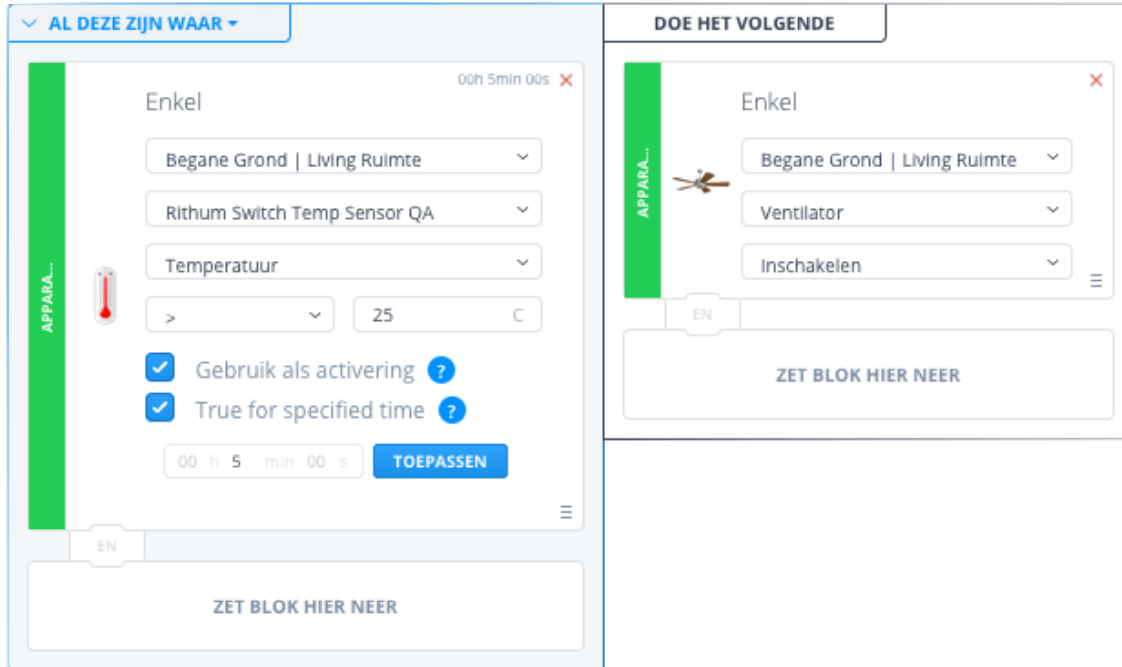 AL DEZE ZIJN WAAR
00h 5min 00s
Enkel
Begane Grond | Living Ruimte
Rithum Switch Temp Sensor QA
Temperatuur
APPARA...
> 25 C
Gebruik als activering ?
True for specified time ?
00 h 5 min 00 s TOEPASSEN
EN
ZET BLOK HIER NEER
DOE HET VOLGENDE
Enkel
Begane Grond | Living Ruimte
APPARA...
Ventilator
Inschakelen
EN
ZET BLOK HIER NEER